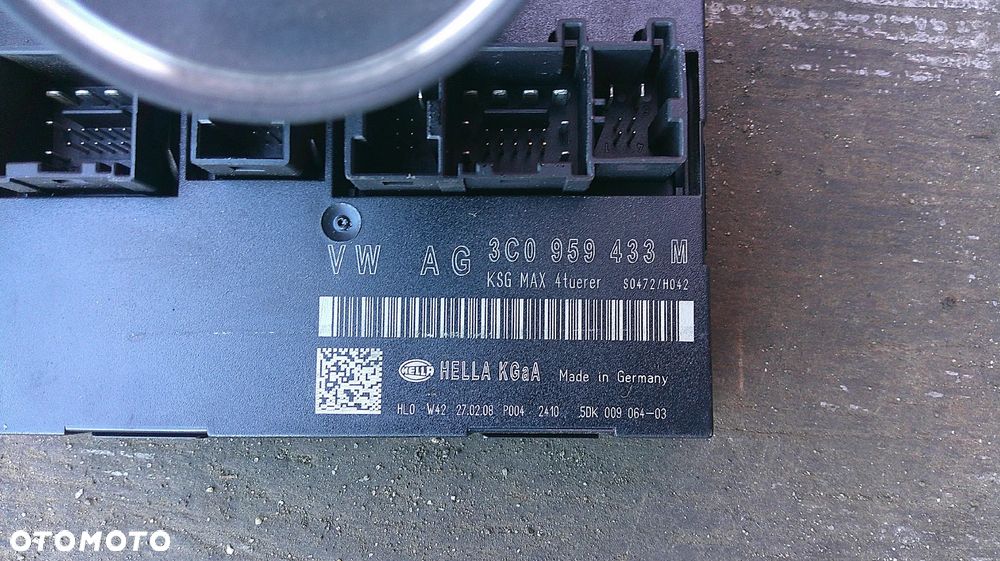 VW AG 3C0 959 433 M
KSG MAX 4tuerer S0472/H042
HELLA HELLA KGaA Made in Germany
HLO W42 27.02.08 P004 2410 5DK 009 064-03
OTOMOTO